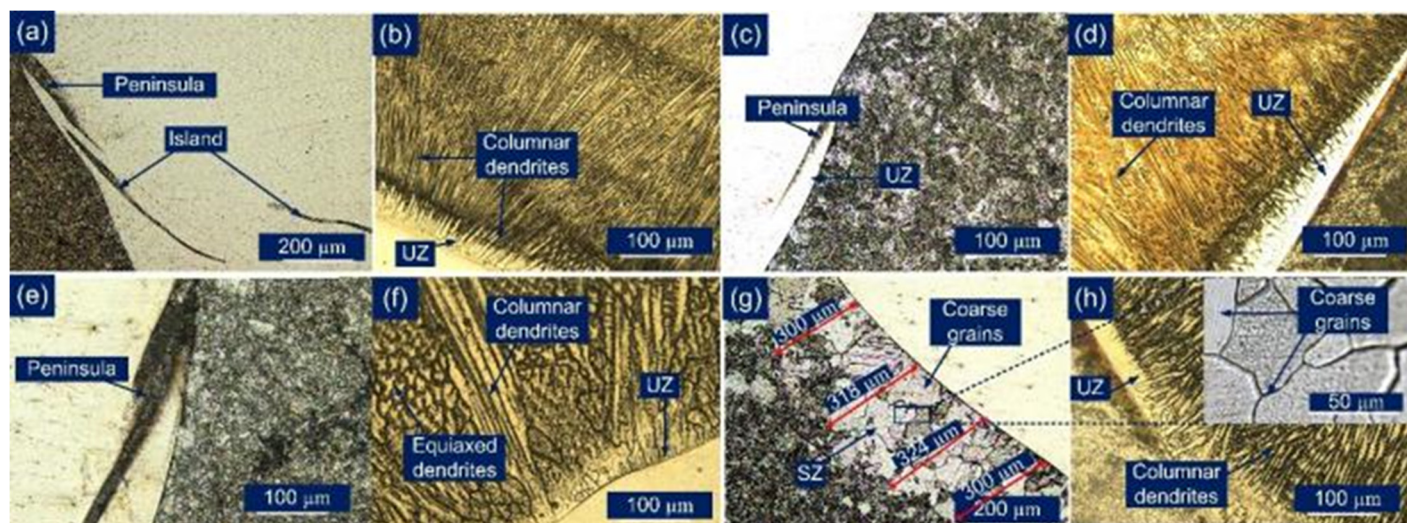 (a)
Peninsula
Island
200 μm
(b)
Columnar
dendrites
UZ
100 μm
(c)
Peninsula
UZ
100 μm
(d)
Columnar
dendrites
UZ
100 μm
(e)
Peninsula
100 μm
(f)
Columnar
dendrites
UZ
Equiaxed
dendrites
100 μm
(g)
300 μm
Coarse
grains
318 μm
324 μm
SZ
300 μm
200 μm
(h)
Coarse
grains
UZ
50 μm
Columnar
dendrites
100 μm